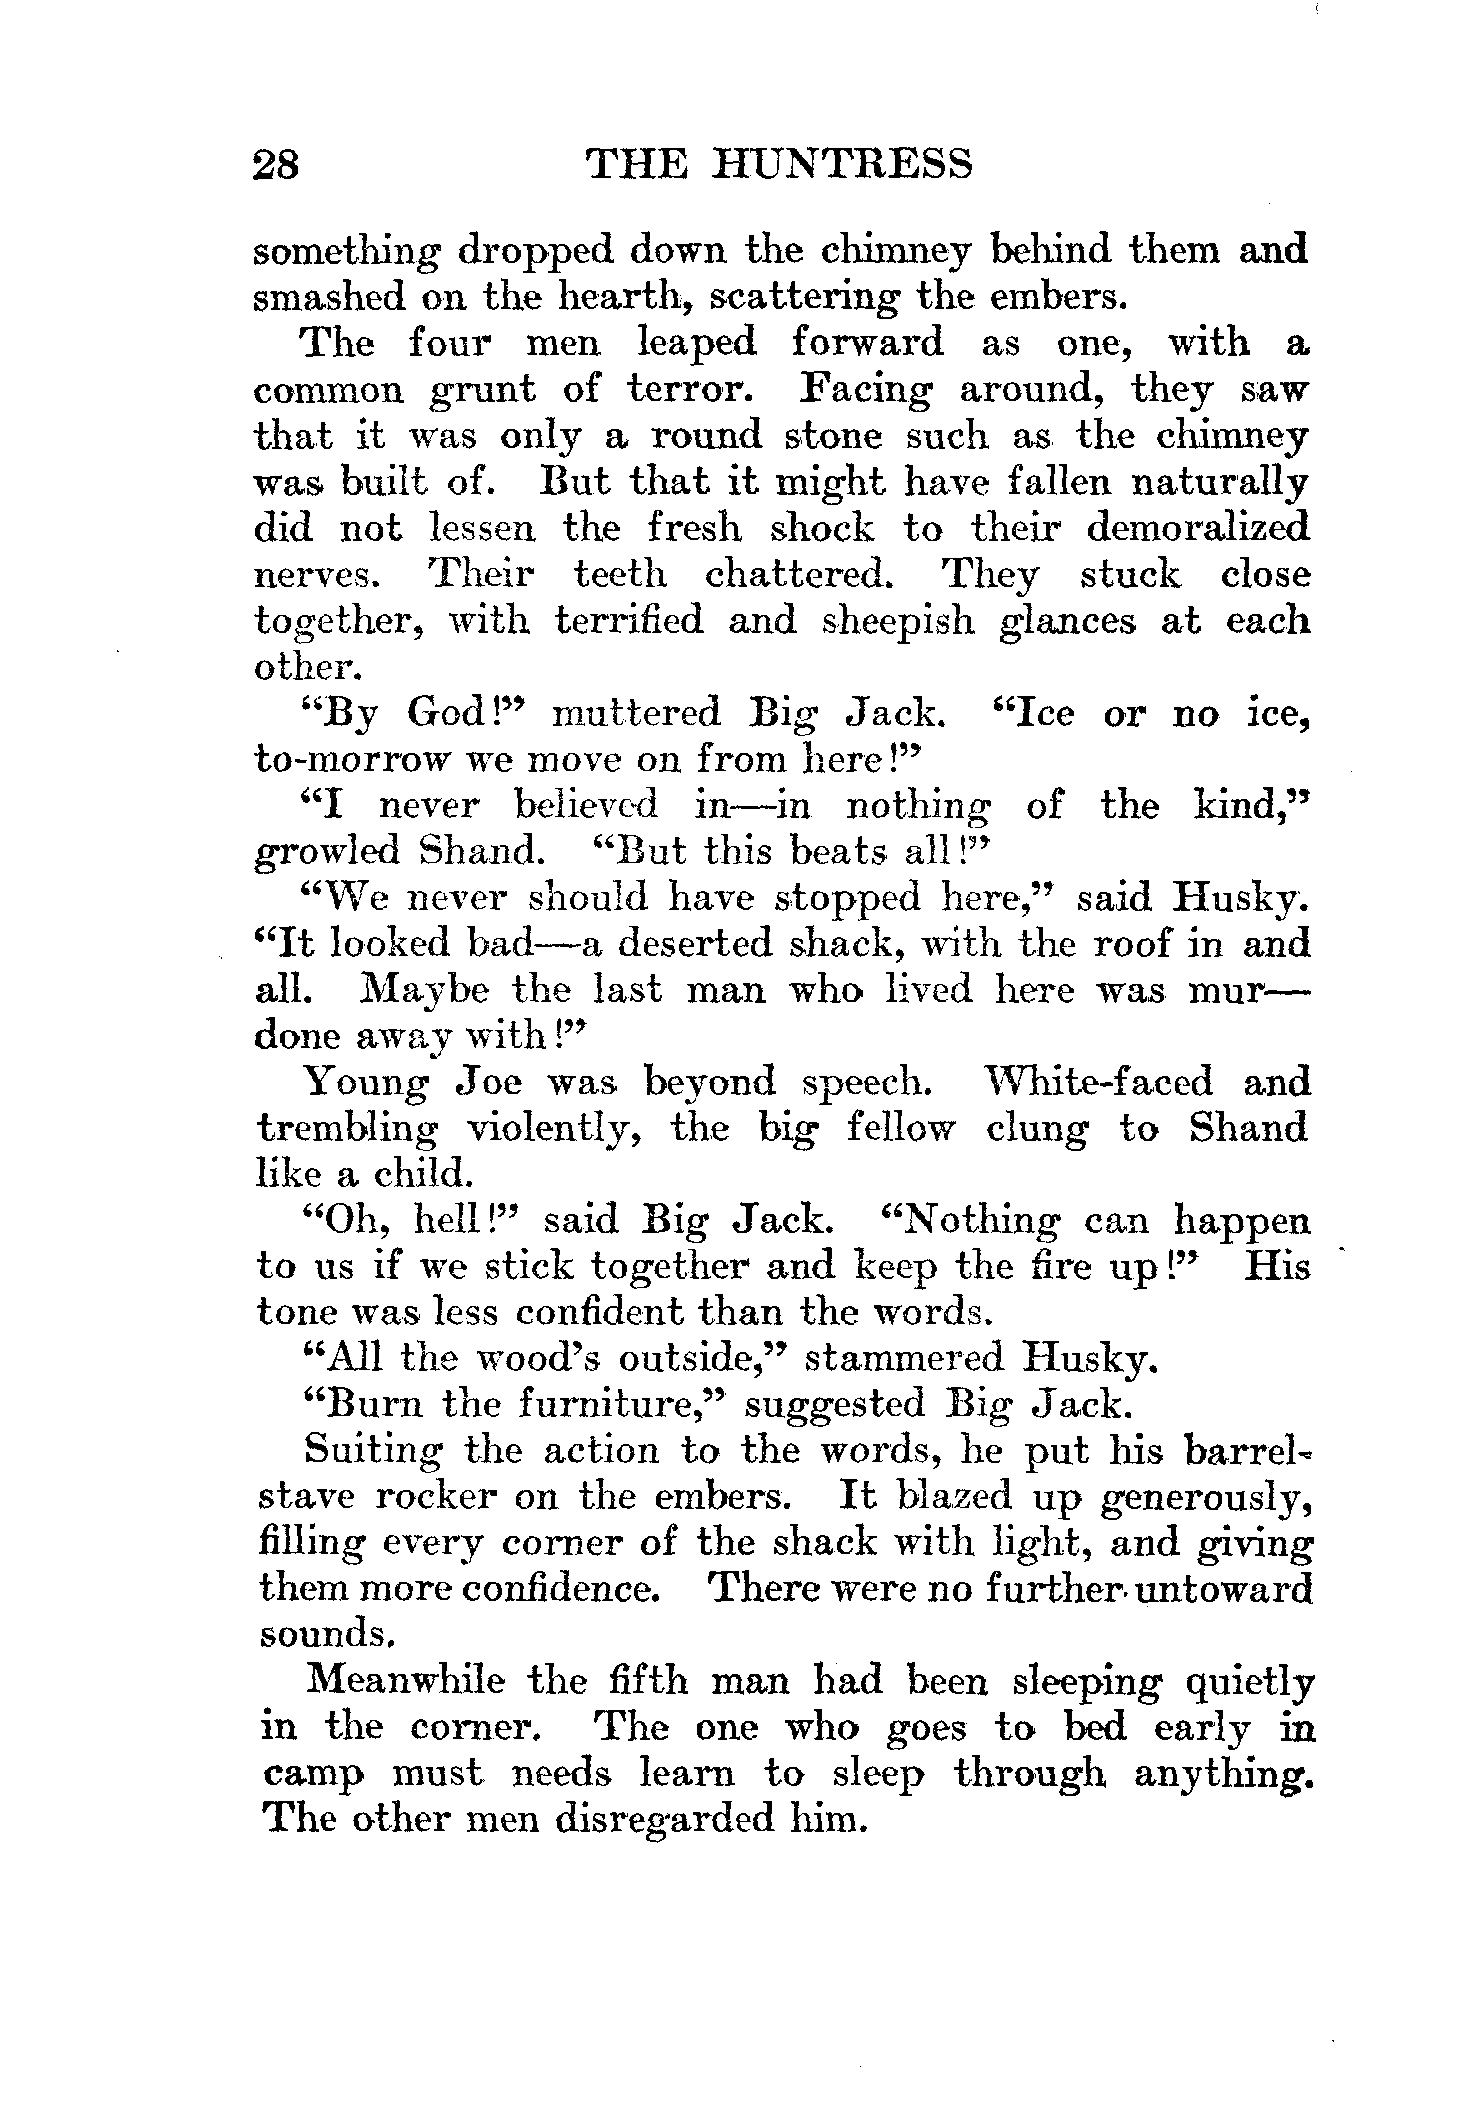 28 THE HUNTRESS
something dropped down the chimney behind them and
smashed on the hearth, scattering the embers.
The four men leaped forward as one, with a
common grunt of terror. Facing around, they saw
that it was only a round stone such as the chimney
was built of. But that it might have fallen naturally
did not lessen the fresh shock to their demoralized
nerves. Their teeth chattered. They stuck close
together, with terrified and sheepish glances at each
other.
“By God!” muttered Big Jack. “Ice or no ice,
to-morrow we move on from here!”
“I never believed in—in nothing of the kind,”
growled Shand. “But this beats all!”
“We never should have stopped here,” said Husky.
“It looked bad—a deserted shack, with the roof in and
all. Maybe the last man who lived here was mur—
done away with!”
Young Joe was beyond speech. White-faced and
trembling violently, the big fellow clung to Shand
like a child.
“Oh, hell!” said Big Jack. “Nothing can happen
to us if we stick together and keep the fire up!” His
tone was less confident than the words.
“All the wood’s outside,” stammered Husky.
“Burn the furniture,” suggested Big Jack.
Suiting the action to the words, he put his barrel-
stave rocker on the embers. It blazed up generously,
filling every corner of the shack with light, and giving
them more confidence. There were no further untoward
sounds.
Meanwhile the fifth man had been sleeping quietly
in the corner. The one who goes to bed early in
camp must needs learn to sleep through anything.
The other men disregarded him.